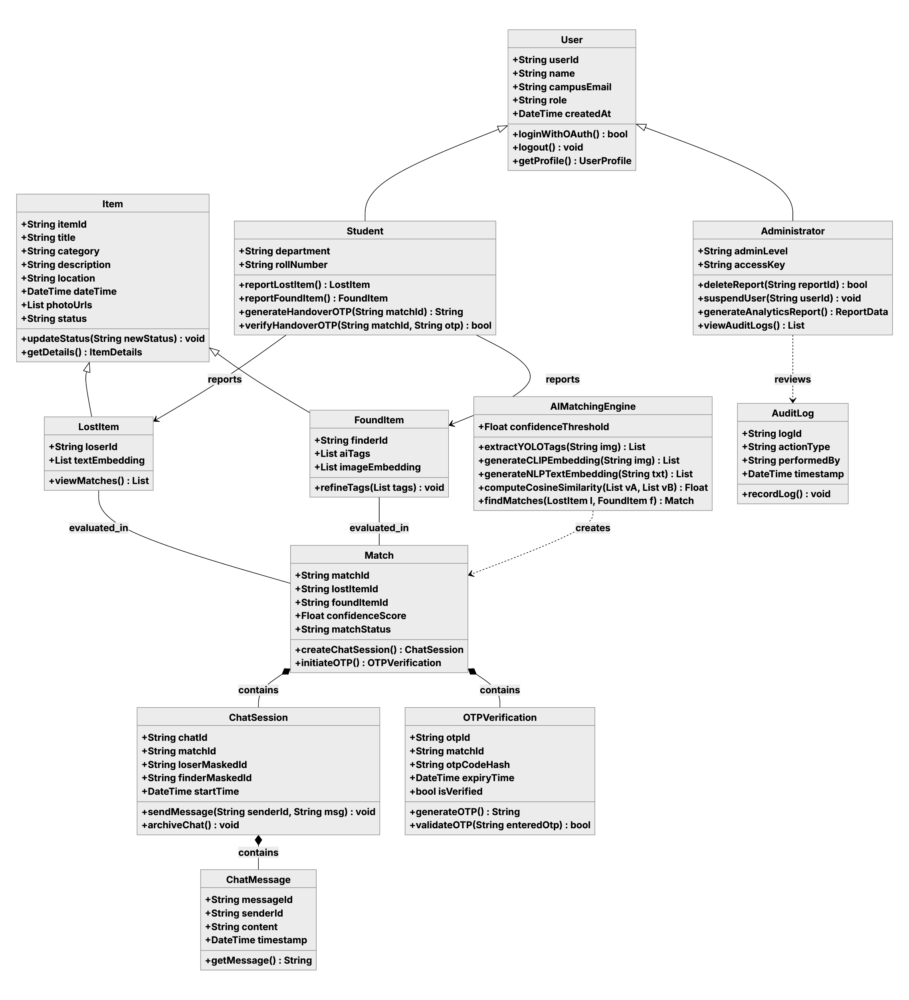 User
+String userId
+String name
+String campusEmail
+String role
+DateTime createdAt
+loginWithOAuth() : bool
+logout() : void
+getProfile() : UserProfile
Item
+String itemId
+String title
+String category
+String description
+String location
+DateTime dateTime
+List photoUrls
+String status
+updateStatus(String newStatus) : void
+getDetails() : ItemDetails
Student
+String department
+String rollNumber
+reportLostItem() : LostItem
+reportFoundItem() : FoundItem
+generateHandoverOTP(String matchId) : String
+verifyHandoverOTP(String matchId, String otp) : bool
Administrator
+String adminLevel
+String accessKey
+deleteReport(String reportId) : bool
+suspendUser(String userId) : void
+generateAnalyticsReport() : ReportData
+viewAuditLogs() : List
reports
reports
reviews
LostItem
+String loserId
+List textEmbedding
+viewMatches() : List
FoundItem
+String finderId
+List aiTags
+List imageEmbedding
+refineTags(List tags) : void
AIMatchingEngine
+Float confidenceThreshold
+extractYOLOTags(String img) : List
+generateCLIPEmbedding(String img) : List
+generateNLPTextEmbedding(String txt) : List
+computeCosineSimilarity(List vA, List vB) : Float
+findMatches(LostItem l, FoundItem f) : Match
AuditLog
+String logId
+String actionType
+String performedBy
+DateTime timestamp
+recordLog() : void
evaluated_in
evaluated_in
creates
Match
+String matchId
+String lostItemId
+String foundItemId
+Float confidenceScore
+String matchStatus
+createChatSession() : ChatSession
+initiateOTP() : OTPVerification
contains
contains
ChatSession
+String chatId
+String matchId
+String loserMaskedId
+String finderMaskedId
+DateTime startTime
+sendMessage(String senderId, String msg) : void
+archiveChat() : void
OTPVerification
+String otpId
+String matchId
+String otpCodeHash
+DateTime expiryTime
+bool isVerified
+generateOTP() : String
+validateOTP(String enteredOtp) : bool
contains
ChatMessage
+String messageId
+String senderId
+String content
+DateTime timestamp
+getMessage() : String